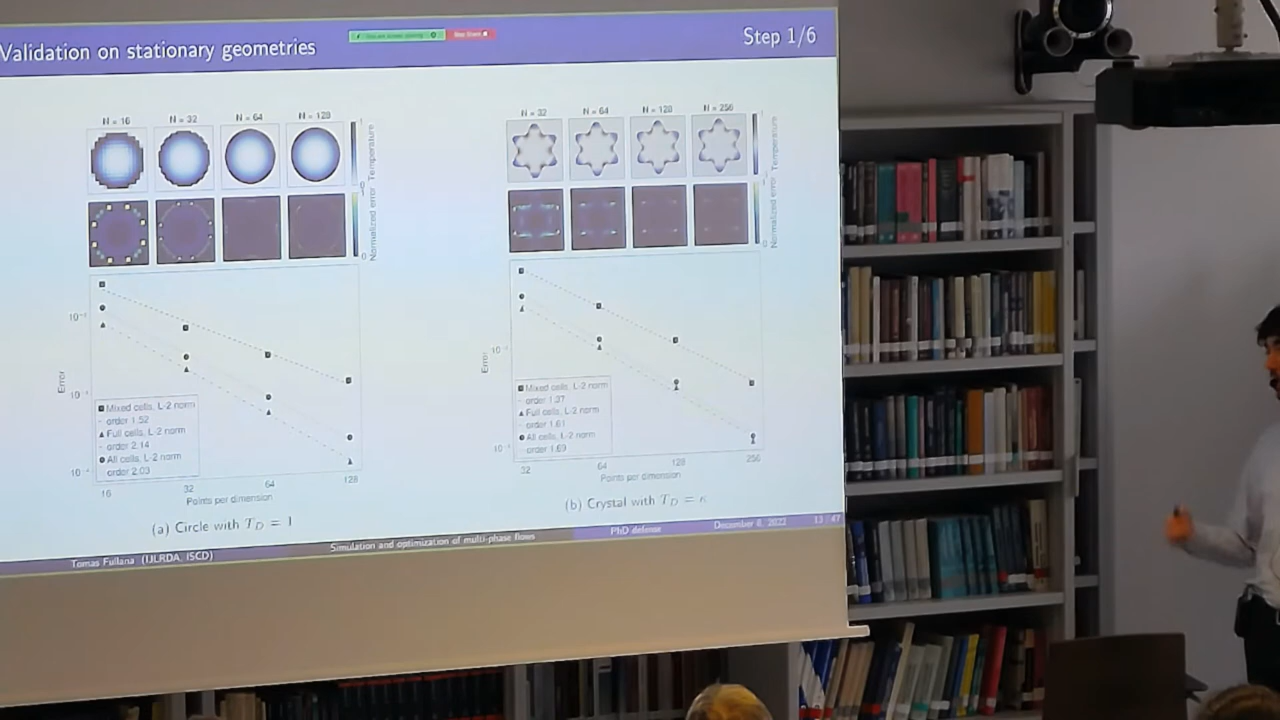 Validation on stationary geometries
Step 1/6
N = 16 N = 32 N = 64 N = 128
Temperature
Normalized error
Error
Mixed cells, L-2 norm
order 1.52
Full cells, L-2 norm
order 2.14
All cells, L-2 norm
order 2.03
16 32 64 128
Points per dimension
(a) Circle with T_D = 1
N = 32 N = 64 N = 128 N = 256
Temperature
Normalized error
Error
Mixed cells, L-2 norm
order 1.37
Full cells, L-2 norm
order 1.61
All cells, L-2 norm
order 1.69
32 64 128 256
Points per dimension
(b) Crystal with T_D = κ
Tomas Fullana (IJLRDA, ISCD) Simulation and optimization of multi-phase flows PhD defense December 6, 2022 13 / 47